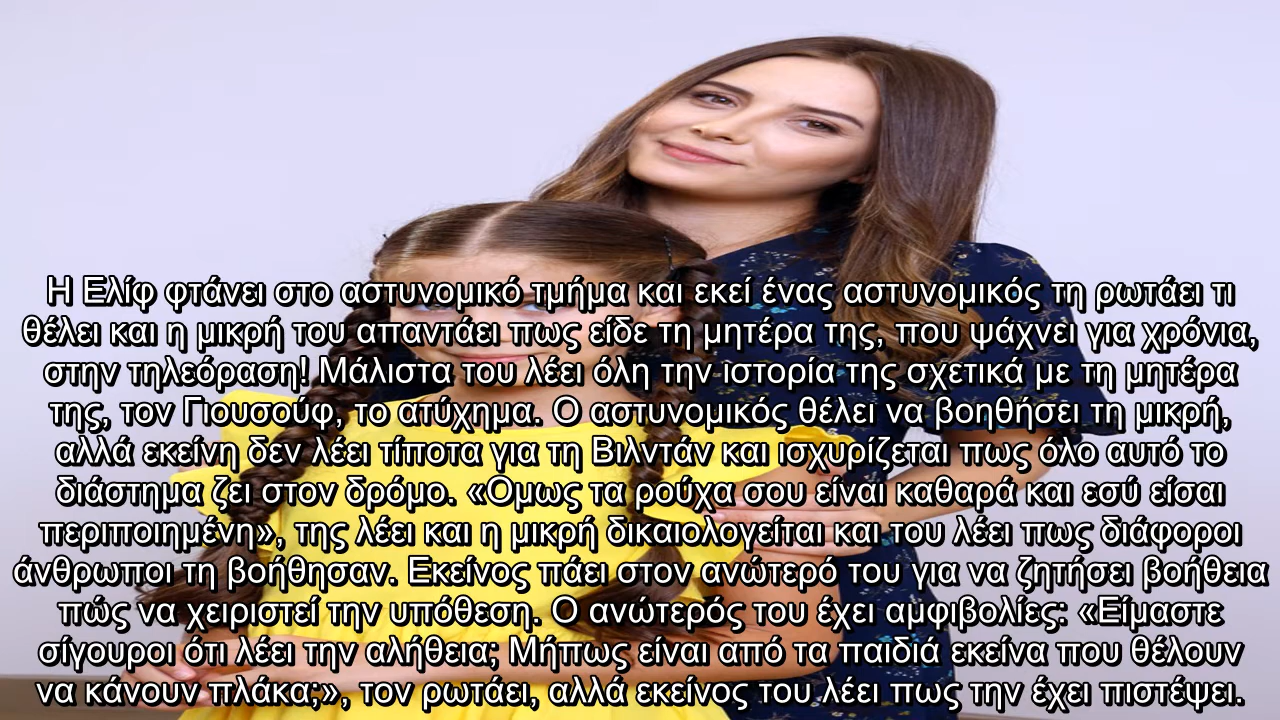 Η Ελίφ φτάνει στο αστυνομικό τμήμα και εκεί ένας αστυνομικός τη ρωτάει τι
θέλει και η μικρή του απαντάει πως είδε τη μητέρα της, που ψάχνει για χρόνια,
στην τηλεόραση! Μάλιστα του λέει όλη την ιστορία της σχετικά με τη μητέρα
της, τον Γιουσούφ, το ατύχημα. Ο αστυνομικός θέλει να βοηθήσει τη μικρή,
αλλά εκείνη δεν λέει τίποτα για τη Βιλντάν και ισχυρίζεται πως όλο αυτό το
διάστημα ζει στον δρόμο. «Ομως τα ρούχα σου είναι καθαρά και εσύ είσαι
περιποιημένη», της λέει και η μικρή δικαιολογείται και του λέει πως διάφοροι
άνθρωποι τη βοήθησαν. Εκείνος πάει στον ανώτερό του για να ζητήσει βοήθεια
πώς να χειριστεί την υπόθεση. Ο ανώτερός του έχει αμφιβολίες: «Είμαστε
σίγουροι ότι λέει την αλήθεια; Μήπως είναι από τα παιδιά εκείνα που θέλουν
να κάνουν πλάκα;», τον ρωτάει, αλλά εκείνος του λέει πως την έχει πιστέψει.